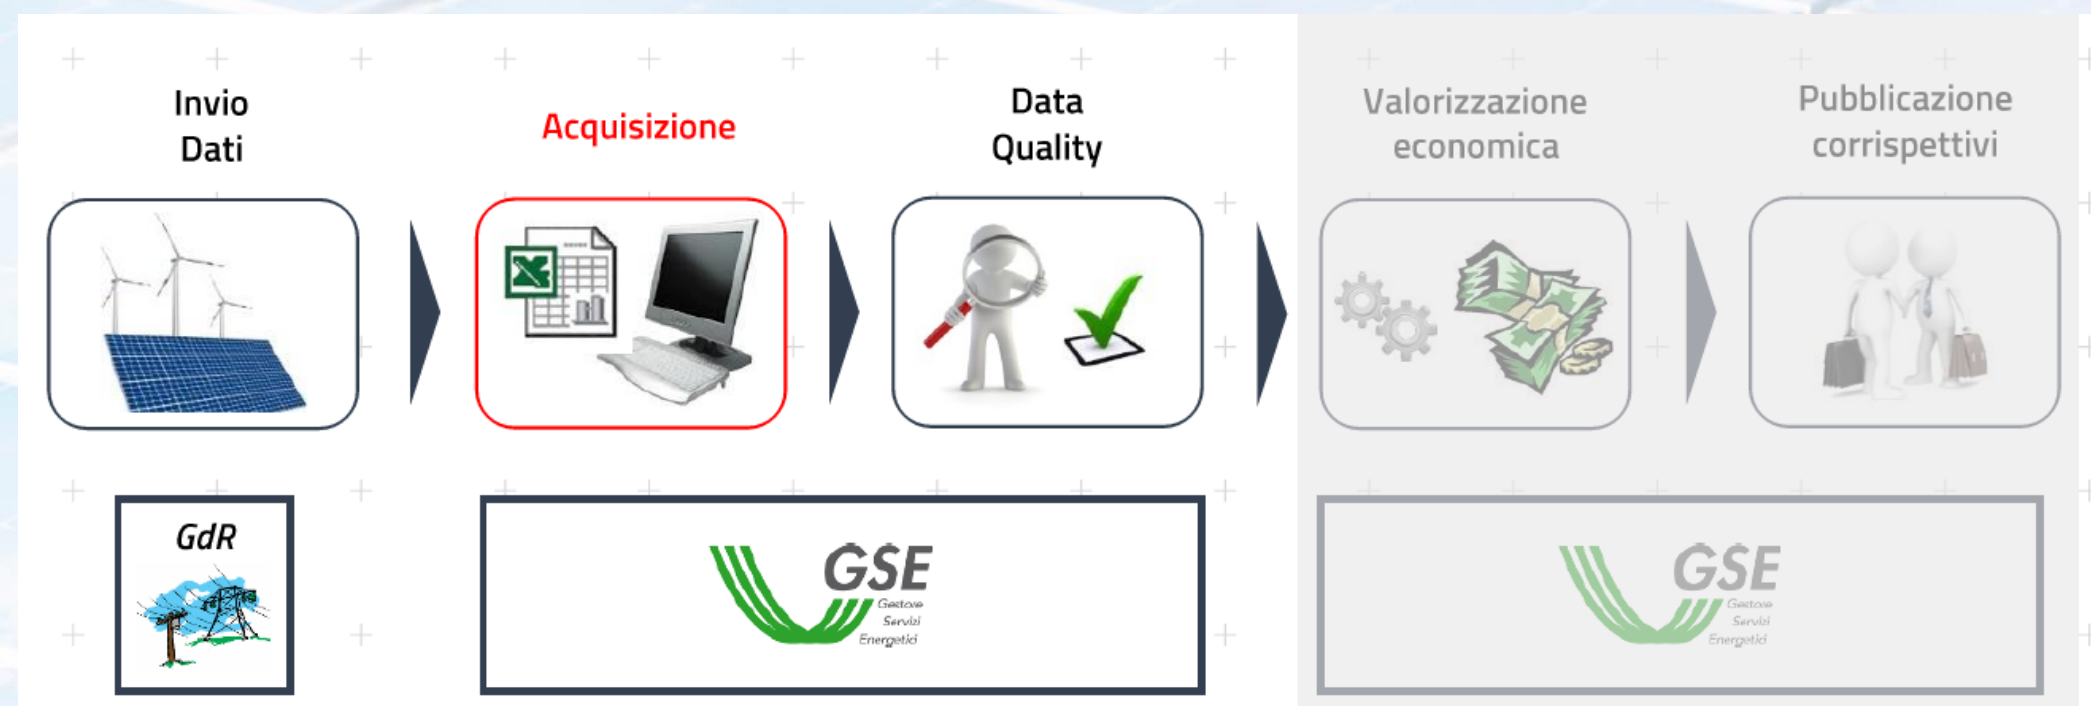 Invio
Dati
Acquisizione
Data
Quality
Valorizzazione
economica
Pubblicazione
corrispettivi
GdR
GSE
Gestore
Servizi
Energetici
GSE
Gestore
Servizi
Energetici